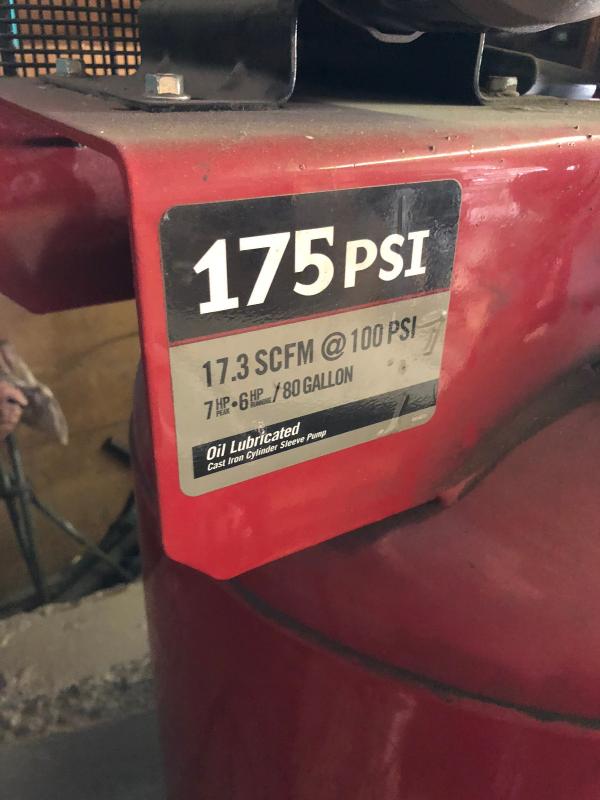 175 PSI
17.3 SCFM @ 100 PSI
7 HP PEAK • 6 HP RUNNING / 80 GALLON
Oil Lubricated
Cast Iron Cylinder Sleeve Pump